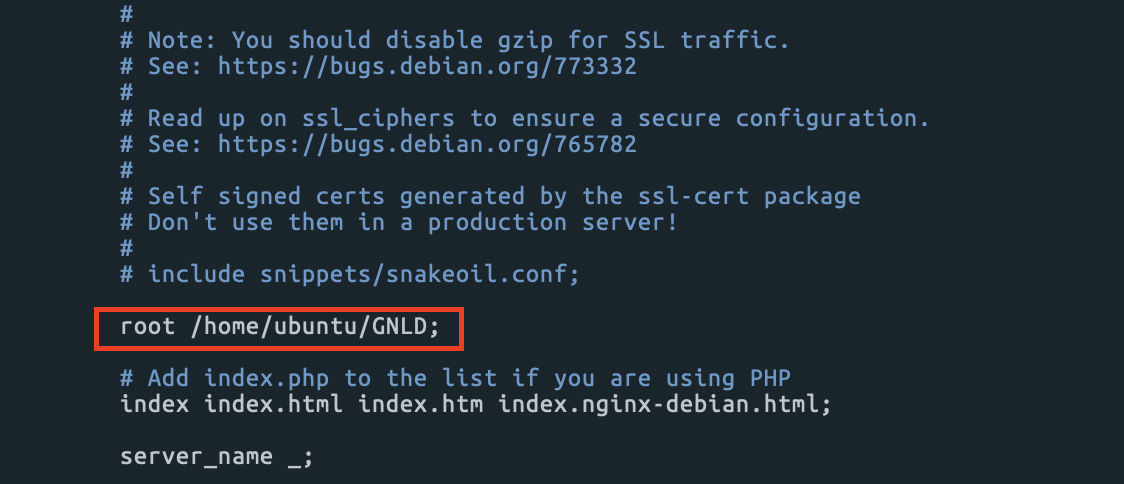 #
# Note: You should disable gzip for SSL traffic.
# See: https://bugs.debian.org/773332
#
# Read up on ssl_ciphers to ensure a secure configuration.
# See: https://bugs.debian.org/765782
#
# Self signed certs generated by the ssl-cert package
# Don't use them in a production server!
#
# include snippets/snakeoil.conf;
root /home/ubuntu/GNLD;
# Add index.php to the list if you are using PHP
index index.html index.htm index.nginx-debian.html;
server_name _;